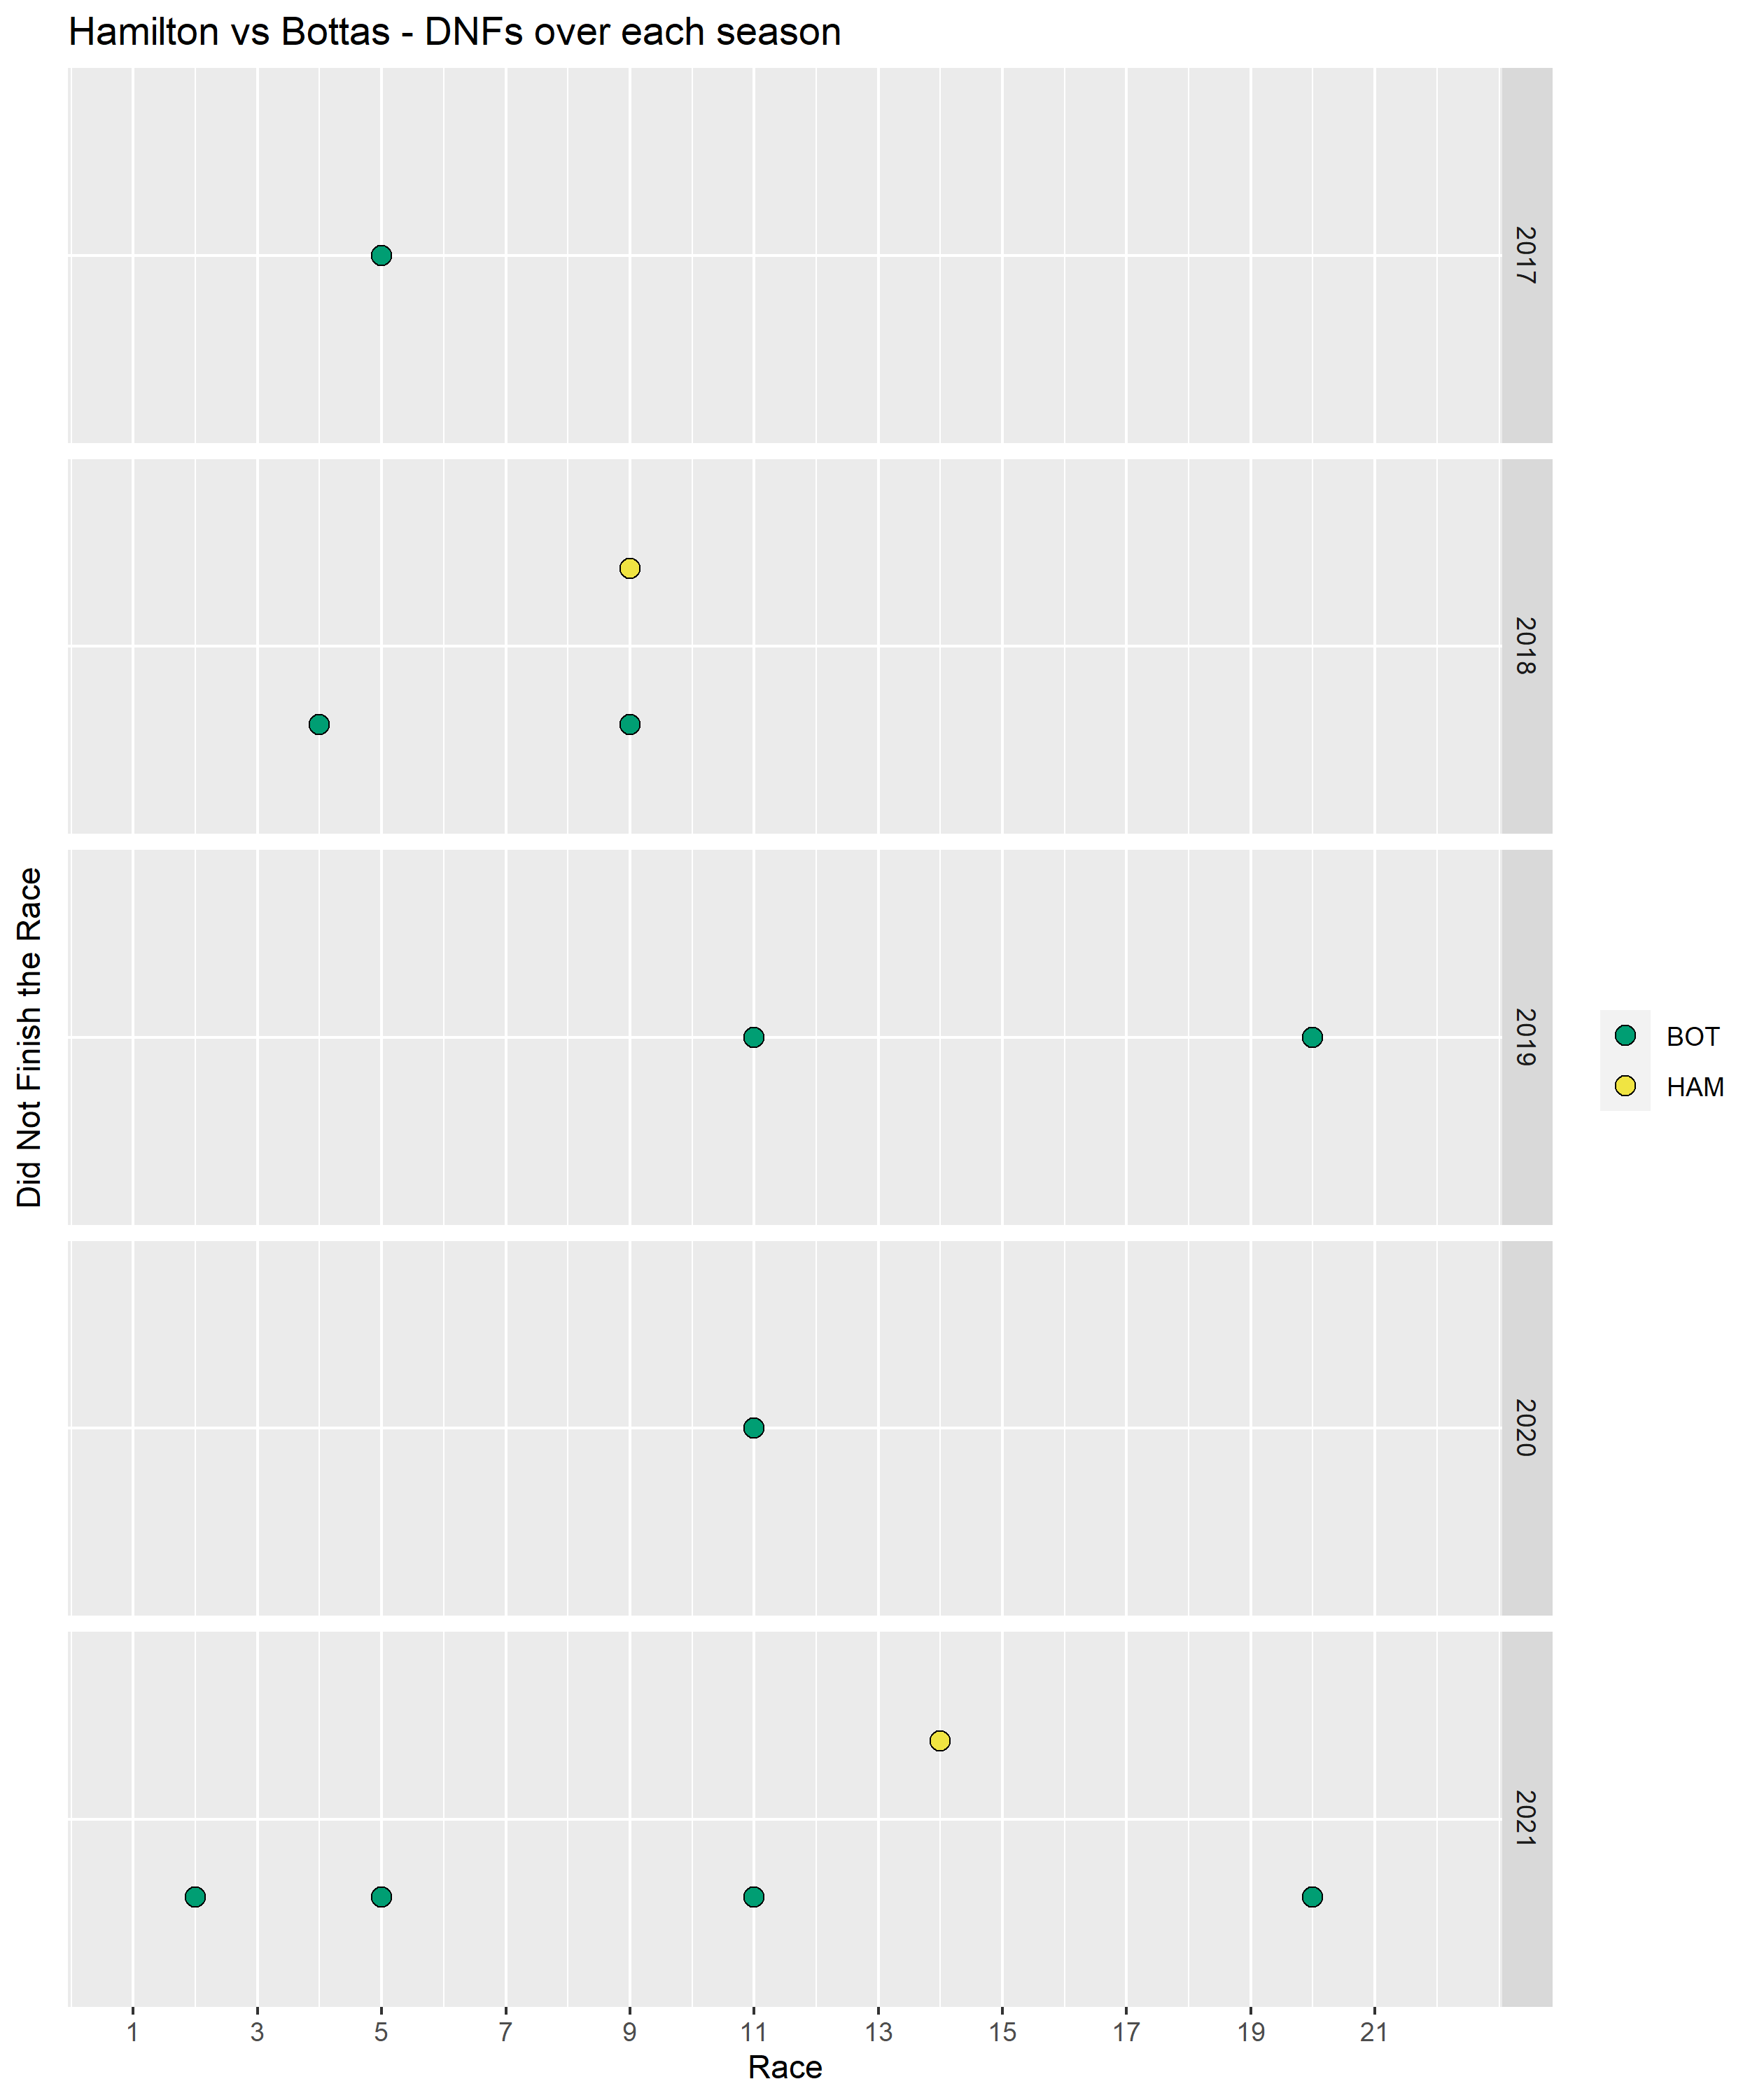 Hamilton vs Bottas - DNFs over each season
2017
2018
2019
2020
2021
Did Not Finish the Race
BOT
HAM
1 3 5 7 9 11 13 15 17 19 21
Race